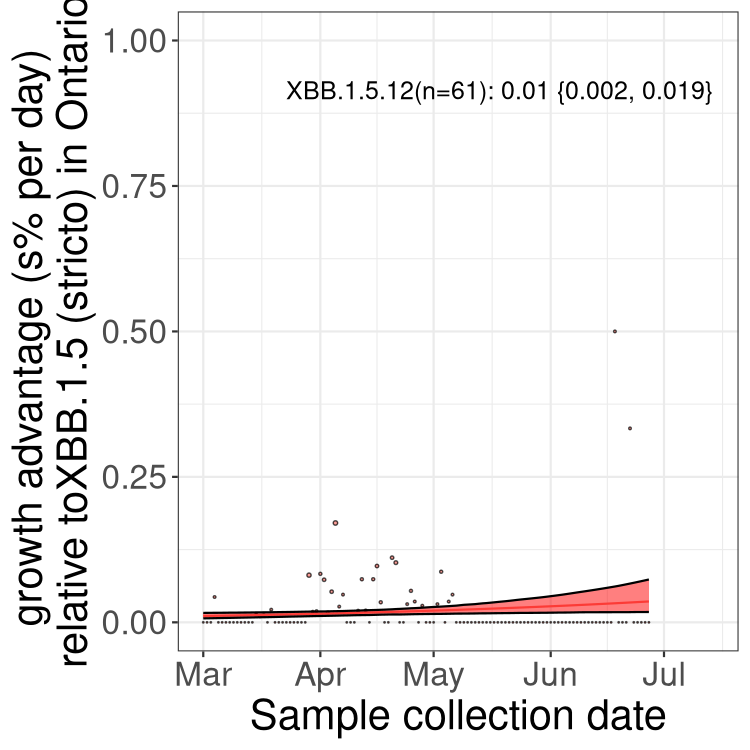 growth advantage (s% per day)
relative toXBB.1.5 (stricto) in Ontario
1.00
0.75
0.50
0.25
0.00
XBB.1.5.12(n=61): 0.01 {0.002, 0.019}
Mar Apr May Jun Jul
Sample collection date